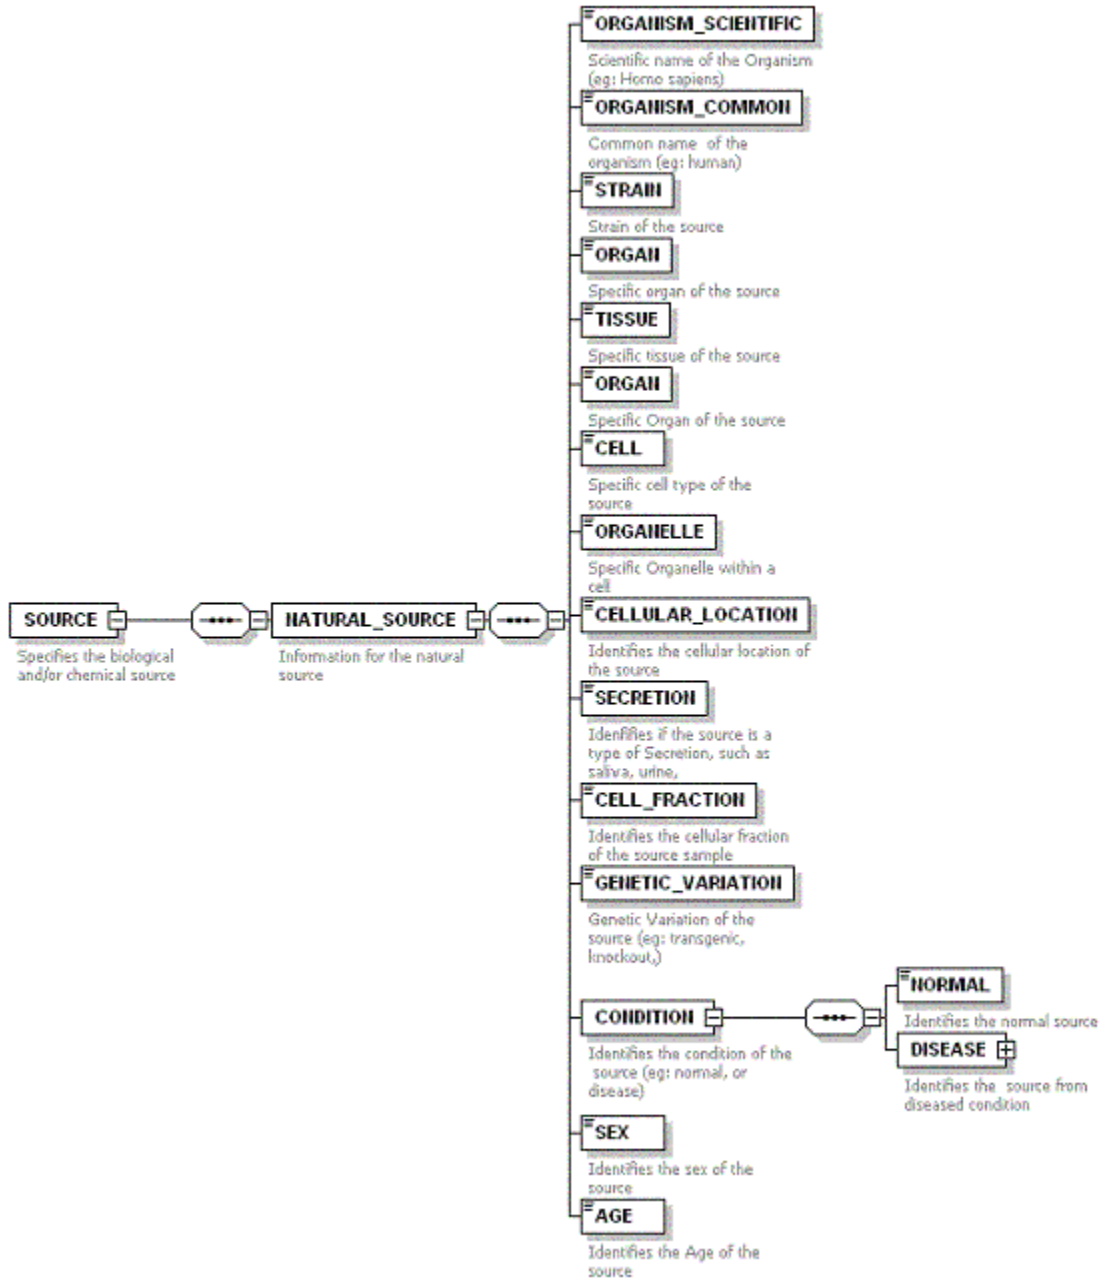 ORGANISM_SCIENTIFIC
Scientific name of the Organism
(eg: Homo sapiens)
ORGANISM_COMMON
Common name of the
organism (eg: human)
STRAIN
Strain of the source
ORGAN
Specific organ of the source
TISSUE
Specific tissue of the source
ORGAN
Specific Organ of the source
CELL
Specific cell type of the
source
ORGANELLE
Specific Organelle within a
cell
SOURCE
Specifies the biological
and/or chemical source
NATURAL_SOURCE
Information for the natural
source
CELLULAR_LOCATION
Identifies the cellular location of
the source
SECRETION
Idenfifies if the source is a
type of Secretion, such as
saliva, urine,
CELL_FRACTION
Identifies the cellular fraction
of the source sample
GENETIC_VARIATION
Genetic Variation of the
source (eg: transgenic,
knockout,)
CONDITION
Identifies the condition of the
source (eg: normal, or
disease)
NORMAL
Identifies the normal source
DISEASE
Identifies the source from
diseased condition
SEX
Identifies the sex of the
source
AGE
Identifies the Age of the
source